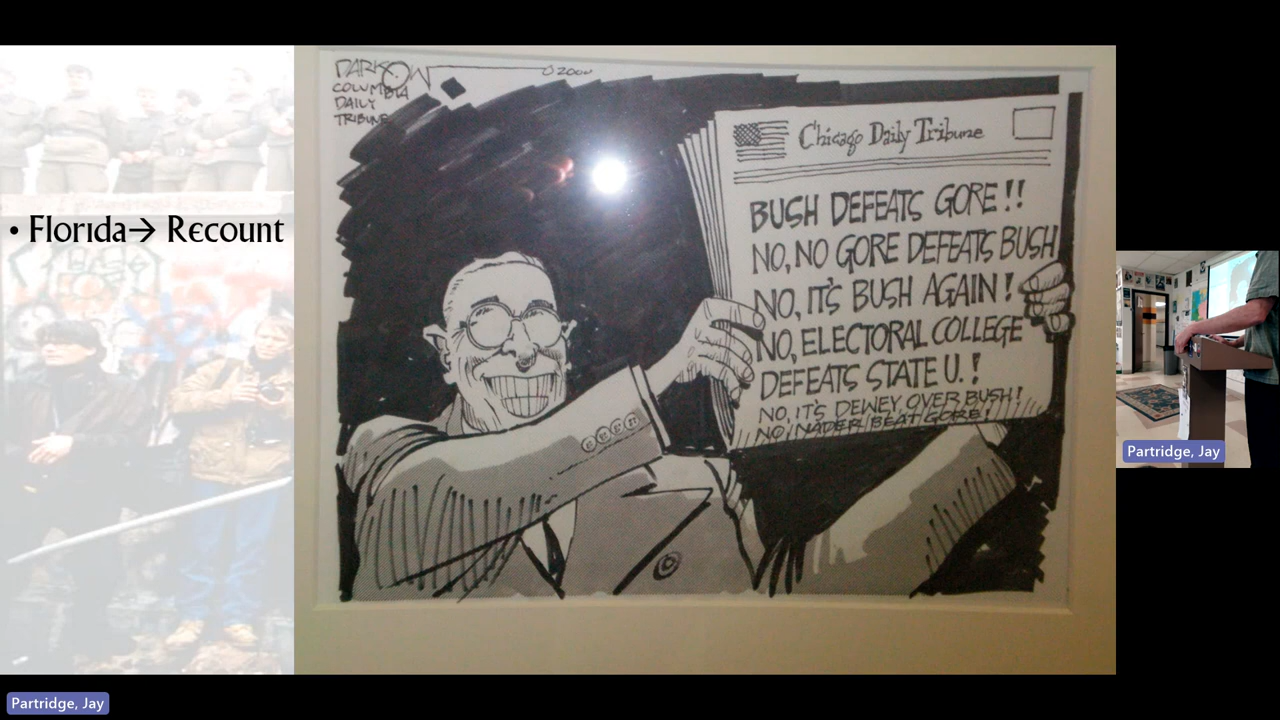 • Florida→ Recount
DARKOW
© 2000
COLUMBIA
DAILY
TRIBUNE
Chicago Daily Tribune
BUSH DEFEATS GORE!!
NO, NO GORE DEFEATS BUSH
NO, IT'S BUSH AGAIN!
NO, ELECTORAL COLLEGE
DEFEATS STATE U.!
NO, IT'S DEWEY OVER BUSH!
NO, NADER BEAT GORE!
Partridge, Jay
Partridge, Jay